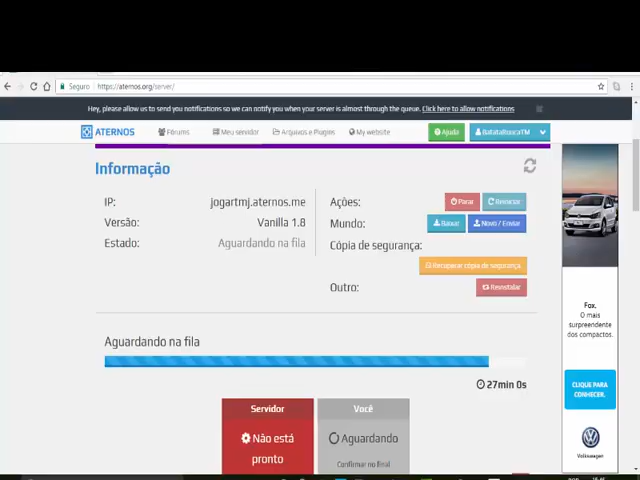 Seguro | https://aternos.org/server/
Hey, please allow us to send you notifications so we can notify you when your server is almost through the queue. Click here to allow notifications
ATERNOS Fórums Meu servidor Arquivos e Plugins My website Ajuda BatataBuscaTM
Informação
IP: jogartmj.aternos.me
Versão: Vanilla 1.8
Estado: Aguardando na fila
Ações: Parar Reiniciar
Mundo: Baixar Novo / Enviar
Cópia de segurança:
Recuperar cópia de segurança
Outro: Reinstalar
Aguardando na fila
27min 0s
Servidor
Não está
pronto
Você
Aguardando
Confirmar no final
Fox.
O mais
surpreendente
dos compactos.
CLIQUE PARA
CONHECER.
Volkswagen